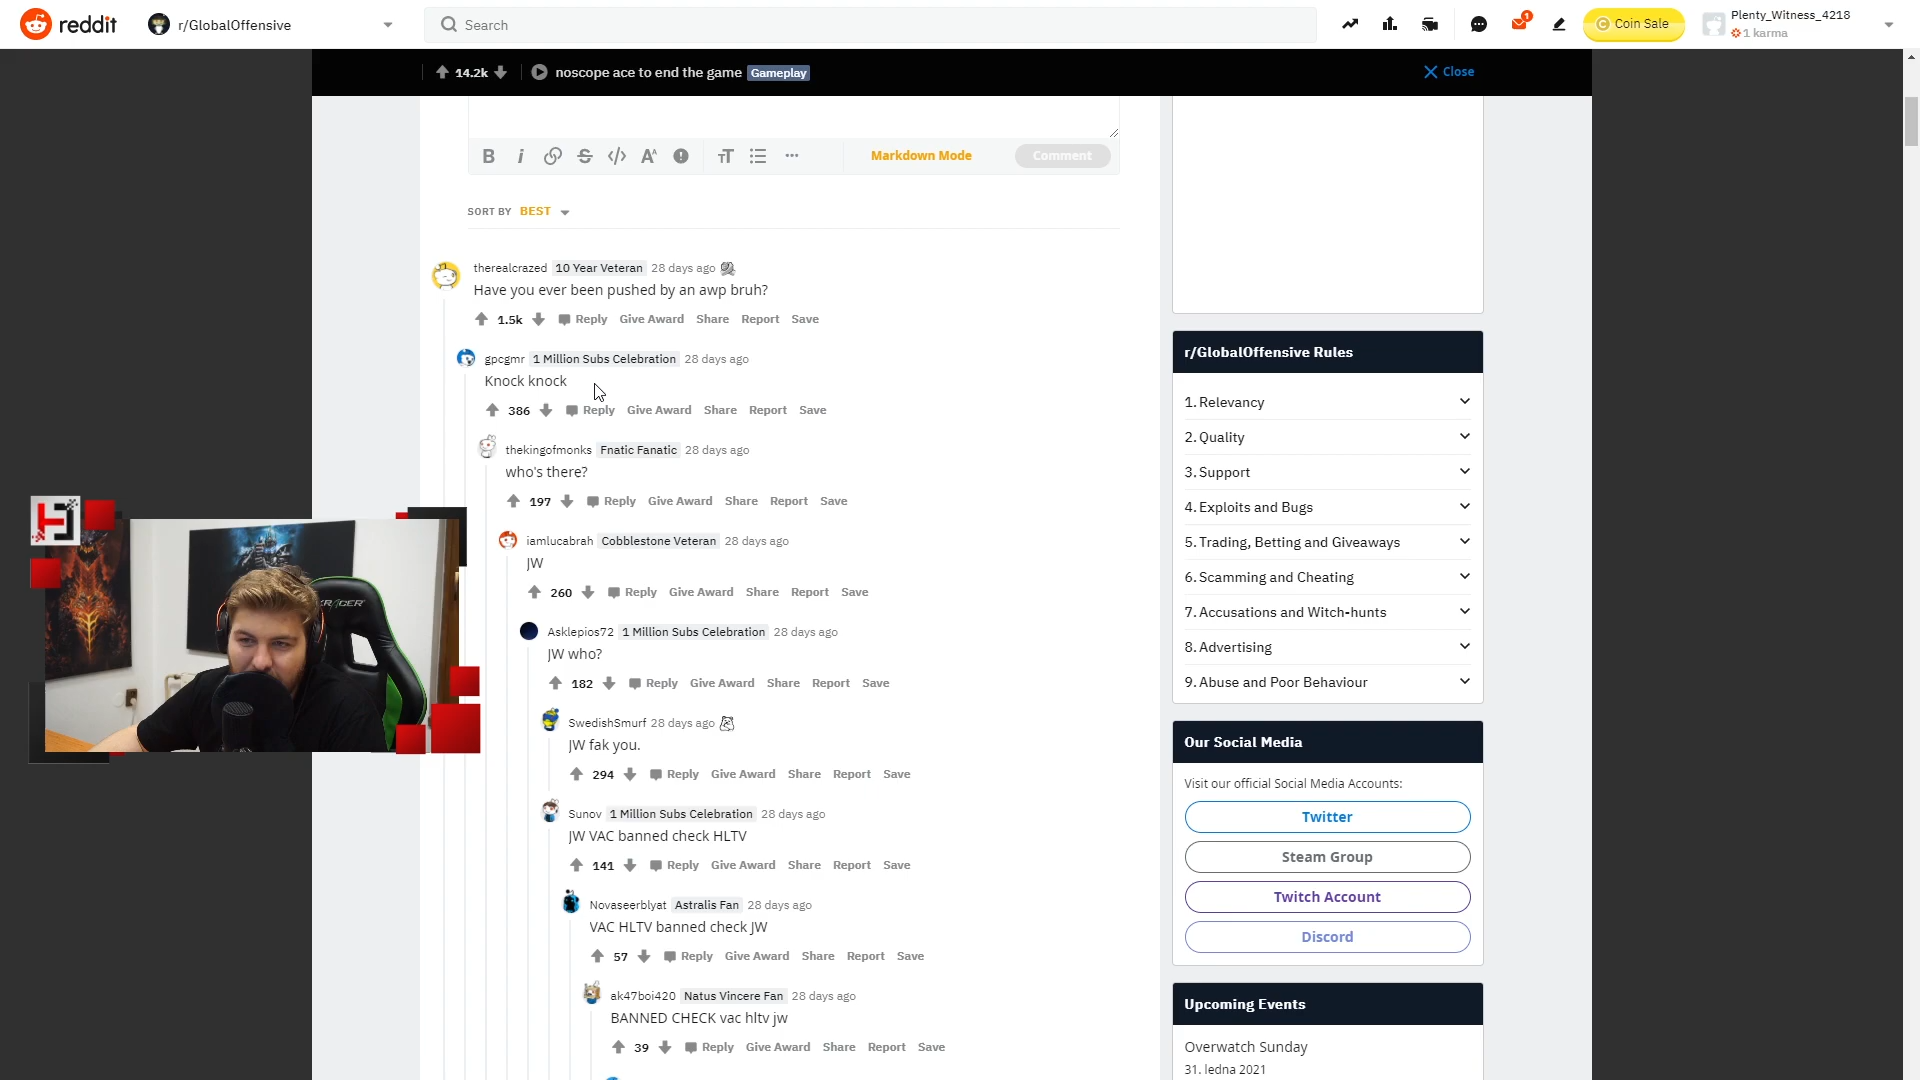 reddit
r/GlobalOffensive
Search
1
Coin Sale
Plenty_Witness_4218
1 karma
14.2k
noscope ace to end the game Gameplay
Close
Markdown Mode
Comment
SORT BY BEST
therealcrazed 10 Year Veteran 28 days ago
Have you ever been pushed by an awp bruh?
1.5k Reply Give Award Share Report Save
gpcgmr 1 Million Subs Celebration 28 days ago
Knock knock
386 Reply Give Award Share Report Save
thekingofmonks Fnatic Fanatic 28 days ago
who's there?
197 Reply Give Award Share Report Save
iamlucabrah Cobblestone Veteran 28 days ago
JW
260 Reply Give Award Share Report Save
Asklepios72 1 Million Subs Celebration 28 days ago
JW who?
182 Reply Give Award Share Report Save
SwedishSmurf 28 days ago
JW fak you.
294 Reply Give Award Share Report Save
Sunov 1 Million Subs Celebration 28 days ago
JW VAC banned check HLTV
141 Reply Give Award Share Report Save
Novaseerblyat Astralis Fan 28 days ago
VAC HLTV banned check JW
57 Reply Give Award Share Report Save
ak47boi420 Natus Vincere Fan 28 days ago
BANNED CHECK vac hltv jw
39 Reply Give Award Share Report Save
r/GlobalOffensive Rules
1. Relevancy
2. Quality
3. Support
4. Exploits and Bugs
5. Trading, Betting and Giveaways
6. Scamming and Cheating
7. Accusations and Witch-hunts
8. Advertising
9. Abuse and Poor Behaviour
Our Social Media
Visit our official Social Media Accounts:
Twitter
Steam Group
Twitch Account
Discord
Upcoming Events
Overwatch Sunday
31. ledna 2021